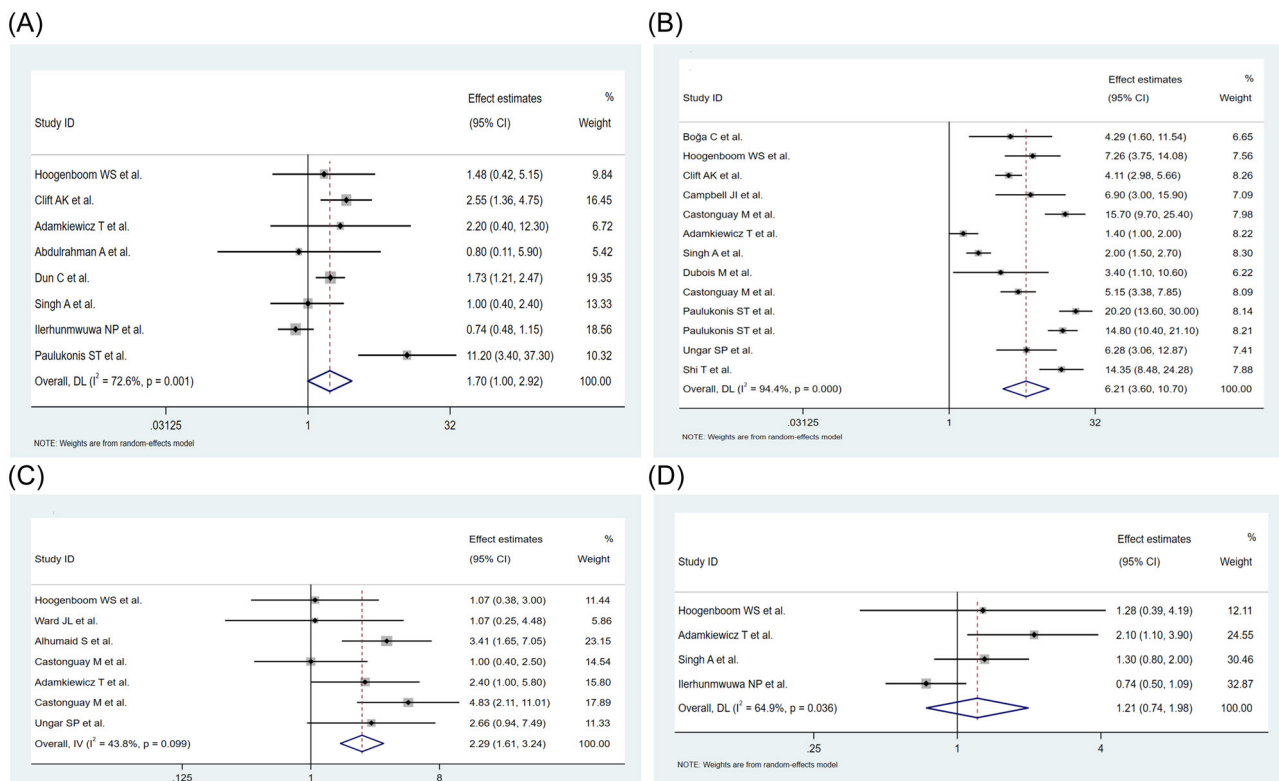 (A)
Effect estimates %
Study ID (95% CI) Weight
Hoogenboom WS et al. 1.48 (0.42, 5.15) 9.84
Clift AK et al. 2.55 (1.36, 4.75) 16.45
Adamkiewicz T et al. 2.20 (0.40, 12.30) 6.72
Abdulrahman A et al. 0.80 (0.11, 5.90) 5.42
Dun C et al. 1.73 (1.21, 2.47) 19.35
Singh A et al. 1.00 (0.40, 2.40) 13.33
Ilerhunmwuwa NP et al. 0.74 (0.48, 1.15) 18.56
Paulukonis ST et al. 11.20 (3.40, 37.30) 10.32
Overall, DL (I² = 72.6%, p = 0.001) 1.70 (1.00, 2.92) 100.00
.03125 1 32
NOTE: Weights are from random-effects model
(B)
Effect estimates %
Study ID (95% CI) Weight
Boğa C et al. 4.29 (1.60, 11.54) 6.65
Hoogenboom WS et al. 7.26 (3.75, 14.08) 7.56
Clift AK et al. 4.11 (2.98, 5.66) 8.26
Campbell JI et al. 6.90 (3.00, 15.90) 7.09
Castonguay M et al. 15.70 (9.70, 25.40) 7.98
Adamkiewicz T et al. 1.40 (1.00, 2.00) 8.22
Singh A et al. 2.00 (1.50, 2.70) 8.30
Dubois M et al. 3.40 (1.10, 10.60) 6.22
Castonguay M et al. 5.15 (3.38, 7.85) 8.09
Paulukonis ST et al. 20.20 (13.60, 30.00) 8.14
Paulukonis ST et al. 14.80 (10.40, 21.10) 8.21
Ungar SP et al. 6.28 (3.06, 12.87) 7.41
Shi T et al. 14.35 (8.48, 24.28) 7.88
Overall, DL (I² = 94.4%, p = 0.000) 6.21 (3.60, 10.70) 100.00
.03125 1 32
NOTE: Weights are from random-effects model
(C)
Effect estimates %
Study ID (95% CI) Weight
Hoogenboom WS et al. 1.07 (0.38, 3.00) 11.44
Ward JL et al. 1.07 (0.25, 4.48) 5.86
Alhumaid S et al. 3.41 (1.65, 7.05) 23.15
Castonguay M et al. 1.00 (0.40, 2.50) 14.54
Adamkiewicz T et al. 2.40 (1.00, 5.80) 15.80
Castonguay M et al. 4.83 (2.11, 11.01) 17.89
Ungar SP et al. 2.66 (0.94, 7.49) 11.33
Overall, IV (I² = 43.8%, p = 0.099) 2.29 (1.61, 3.24) 100.00
.125 1 8
(D)
Effect estimates %
Study ID (95% CI) Weight
Hoogenboom WS et al. 1.28 (0.39, 4.19) 12.11
Adamkiewicz T et al. 2.10 (1.10, 3.90) 24.55
Singh A et al. 1.30 (0.80, 2.00) 30.46
Ilerhunmwuwa NP et al. 0.74 (0.50, 1.09) 32.87
Overall, DL (I² = 64.9%, p = 0.036) 1.21 (0.74, 1.98) 100.00
.25 1 4
NOTE: Weights are from random-effects model